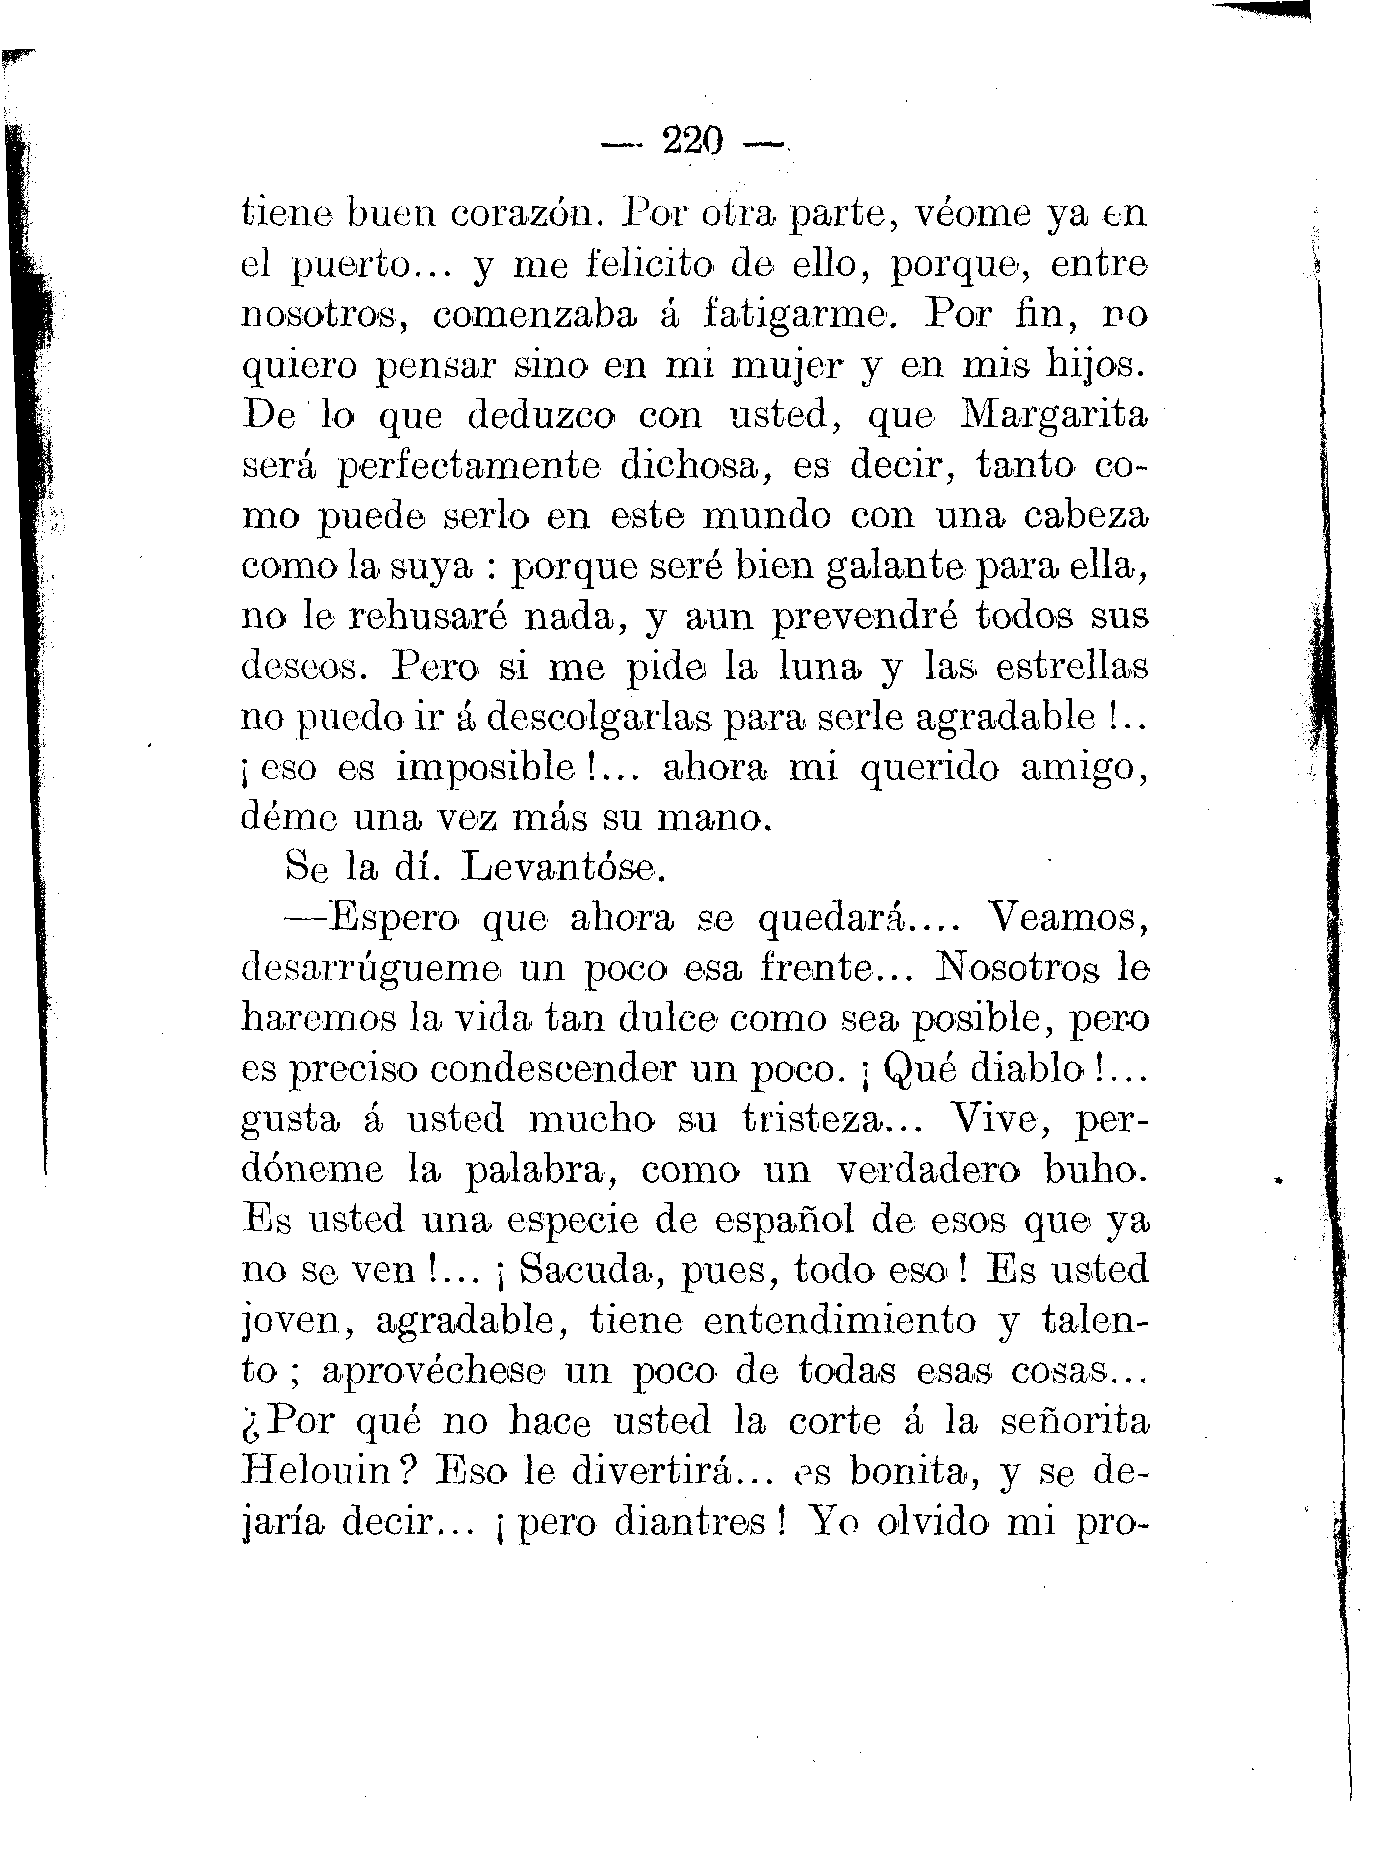 — 220 —
tiene buen corazón. Por otra parte, véome ya en
el puerto... y me felicito de ello, porque, entre
nosotros, comenzaba á fatigarme. Por fin, no
quiero pensar sino en mi mujer y en mis hijos.
De lo que deduzco con usted, que Margarita
será perfectamente dichosa, es decir, tanto co-
mo puede serlo en este mundo con una cabeza
como la suya : porque seré bien galante para ella,
no le rehusaré nada, y aun prevendré todos sus
deseos. Pero si me pide la luna y las estrellas
no puedo ir á descolgarlas para serle agradable !..
¡ eso es imposible !... ahora mi querido amigo,
déme una vez más su mano.
Se la dí. Levantóse.
—Espero que ahora se quedará.... Veamos,
desarrúgueme un poco esa frente... Nosotros le
haremos la vida tan dulce como sea posible, pero
es preciso condescender un poco. ¡ Qué diablo !...
gusta á usted mucho su tristeza... Vive, per-
dóneme la palabra, como un verdadero buho.
Es usted una especie de español de esos que ya
no se ven !... ¡ Sacuda, pues, todo eso ! Es usted
joven, agradable, tiene entendimiento y talen-
to ; aprovéchese un poco de todas esas cosas...
¿Por qué no hace usted la corte á la señorita
Helouin? Eso le divertirá... es bonita, y se de-
jaría decir... ¡ pero diantres ! Yo olvido mi pro-